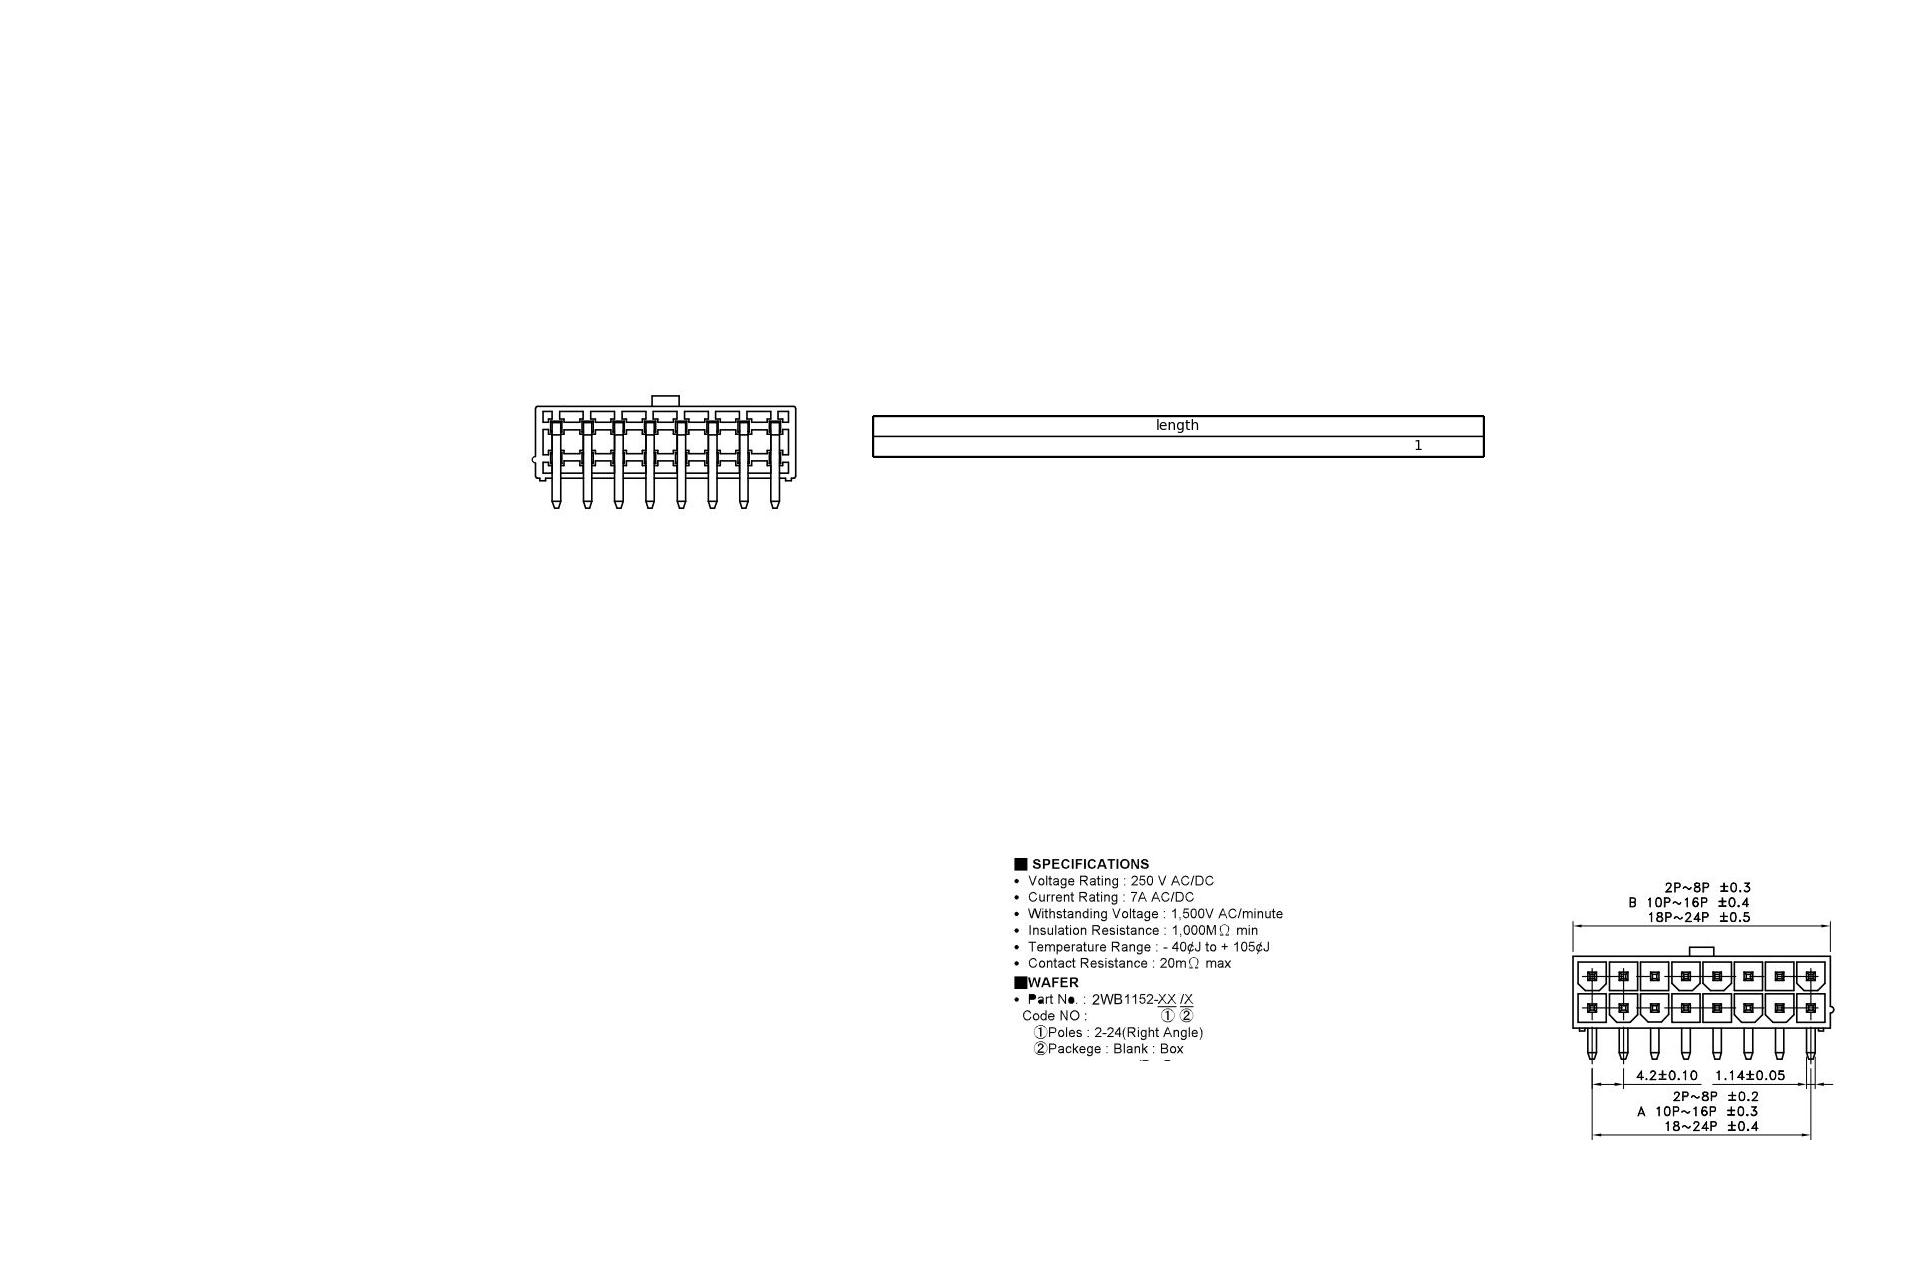 length
1
■ SPECIFICATIONS
• Voltage Rating : 250 V AC/DC
• Current Rating : 7A AC/DC
• Withstanding Voltage : 1,500V AC/minute
• Insulation Resistance : 1,000MΩ min
• Temperature Range : - 40¢J to + 105¢J
• Contact Resistance : 20mΩ max
■WAFER
• Part No. : 2WB1152-XX /X
Code NO : ① ②
①Poles : 2-24(Right Angle)
②Packege : Blank : Box
2P~8P ±0.3
B 10P~16P ±0.4
18P~24P ±0.5
4.2±0.10 1.14±0.05
2P~8P ±0.2
A 10P~16P ±0.3
18~24P ±0.4